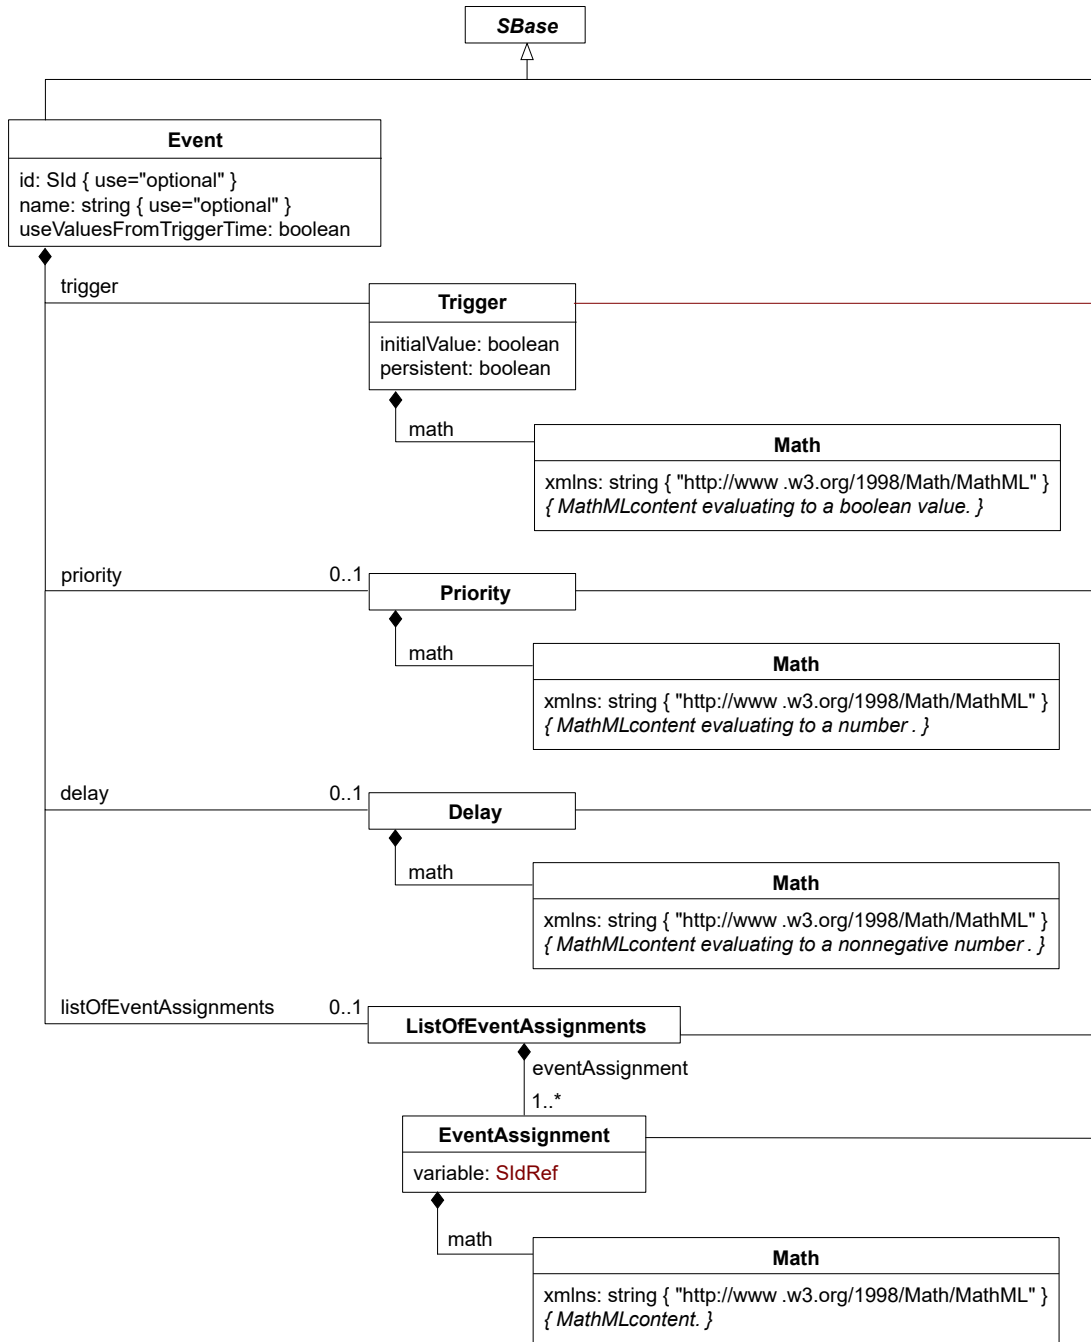 SBase
Event
id: SId { use="optional" }
name: string { use="optional" }
useValuesFromTriggerTime: boolean
trigger
Trigger
initialValue: boolean
persistent: boolean
math
Math
xmlns: string { "http://www .w3.org/1998/Math/MathML" }
{ MathMLcontent evaluating to a boolean value. }
priority 0..1
Priority
math
Math
xmlns: string { "http://www .w3.org/1998/Math/MathML" }
{ MathMLcontent evaluating to a number . }
delay 0..1
Delay
math
Math
xmlns: string { "http://www .w3.org/1998/Math/MathML" }
{ MathMLcontent evaluating to a nonnegative number . }
listOfEventAssignments 0..1
ListOfEventAssignments
eventAssignment
1..*
EventAssignment
variable: SIdRef
math
Math
xmlns: string { "http://www .w3.org/1998/Math/MathML" }
{ MathMLcontent. }